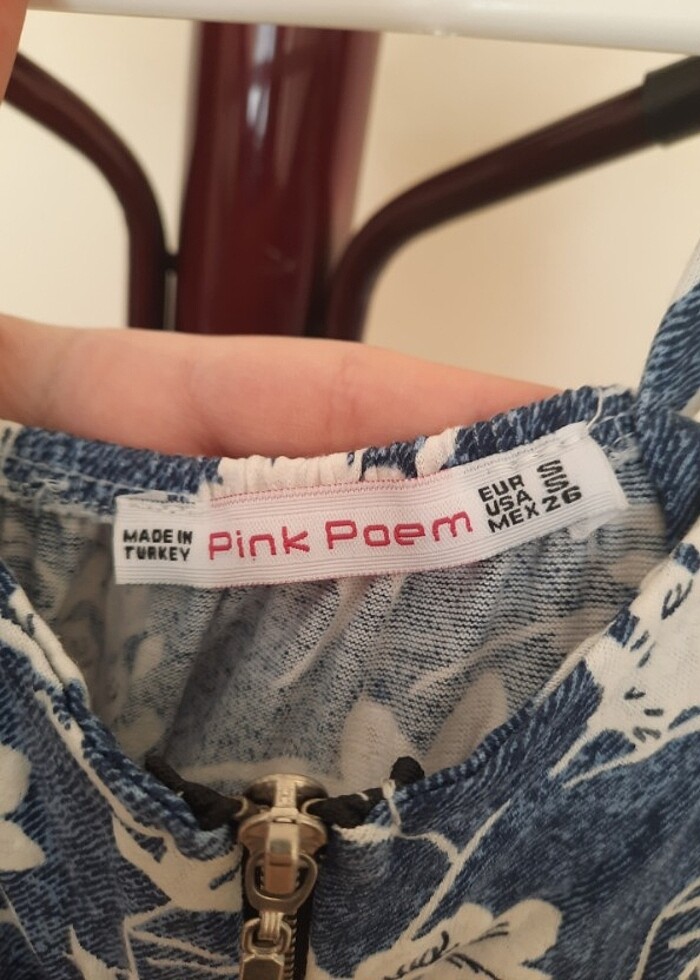 MADE IN
TURKEY
Pink Poem
EUR S
USA S
MEX 26